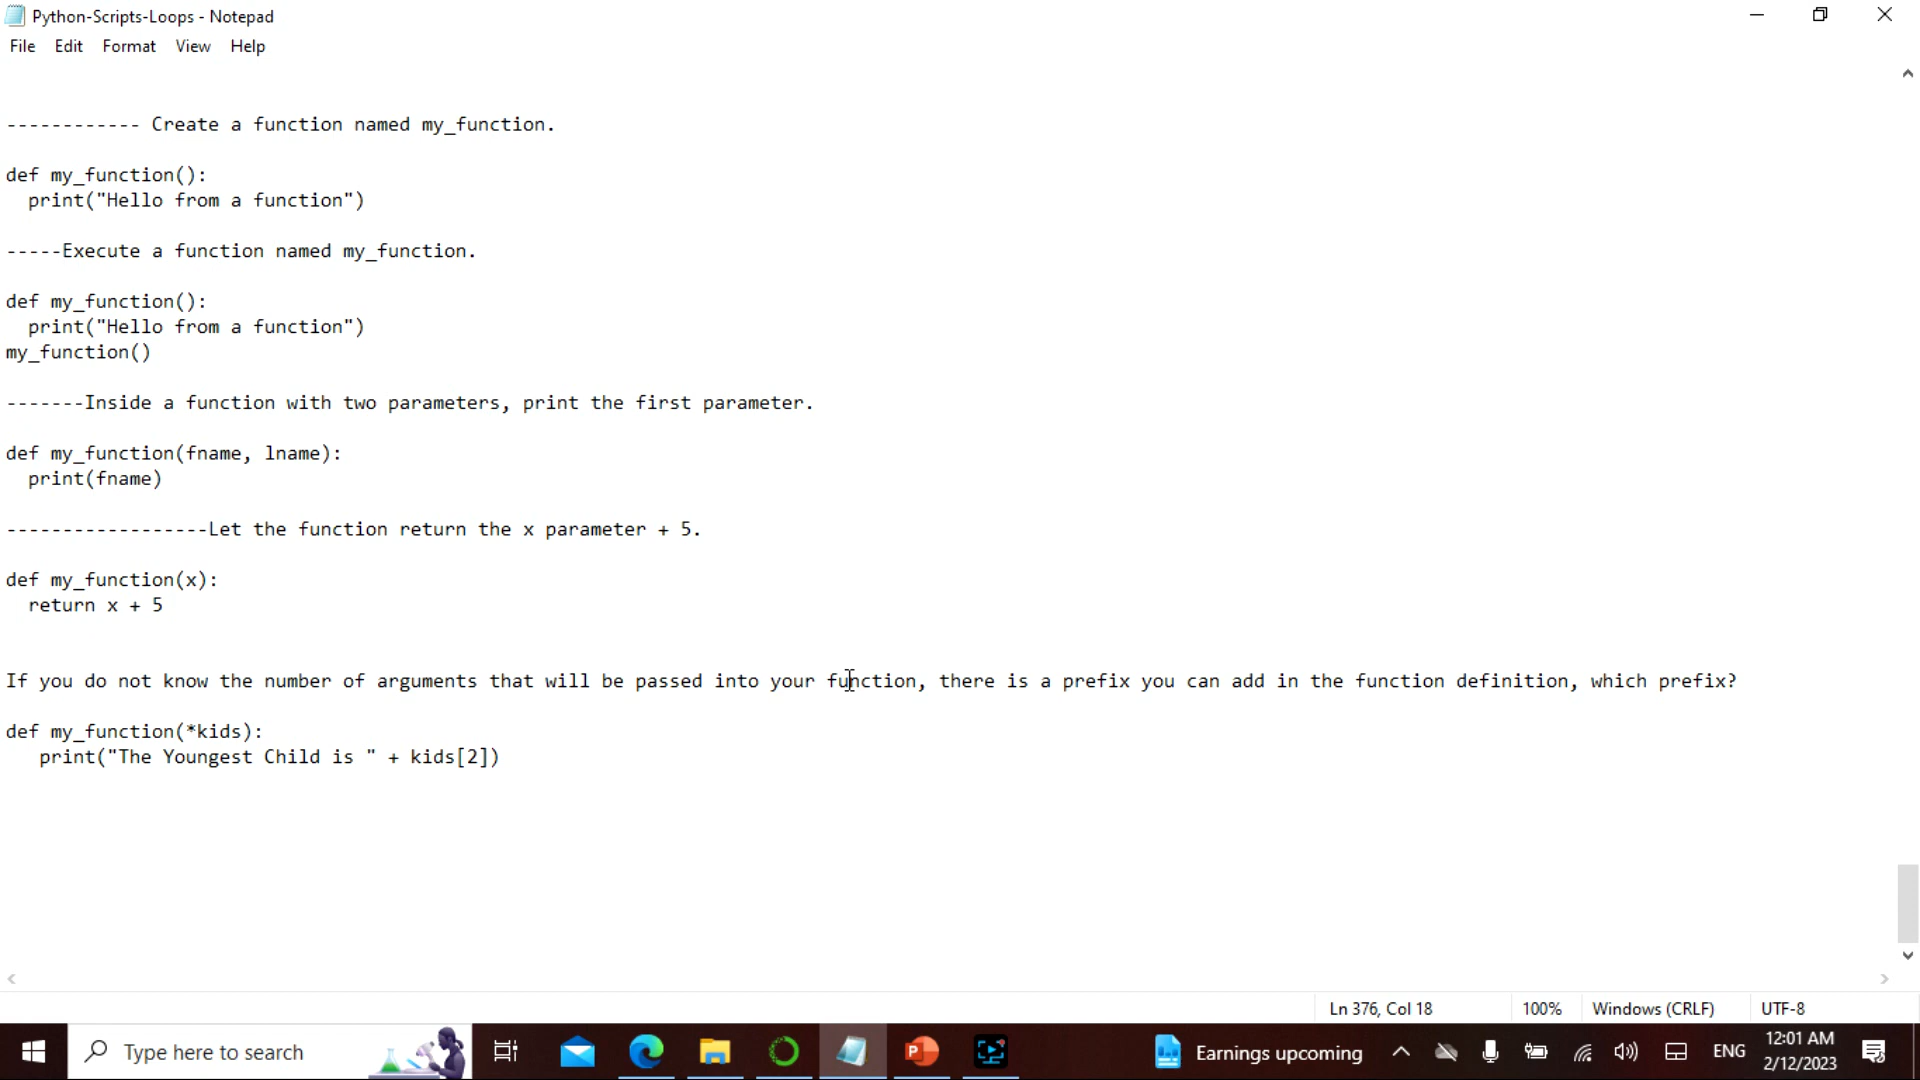 Python-Scripts-Loops - Notepad
File Edit Format View Help
------------ Create a function named my_function.
def my_function():
  print("Hello from a function")
-----Execute a function named my_function.
def my_function():
  print("Hello from a function")
my_function()
-------Inside a function with two parameters, print the first parameter.
def my_function(fname, lname):
  print(fname)
------------------Let the function return the x parameter + 5.
def my_function(x):
  return x + 5
If you do not know the number of arguments that will be passed into your function, there is a prefix you can add in the function definition, which prefix?
def my_function(*kids):
   print("The Youngest Child is " + kids[2])
Ln 376, Col 18 100% Windows (CRLF) UTF-8
Type here to search Earnings upcoming ENG 12:01 AM
2/12/2023